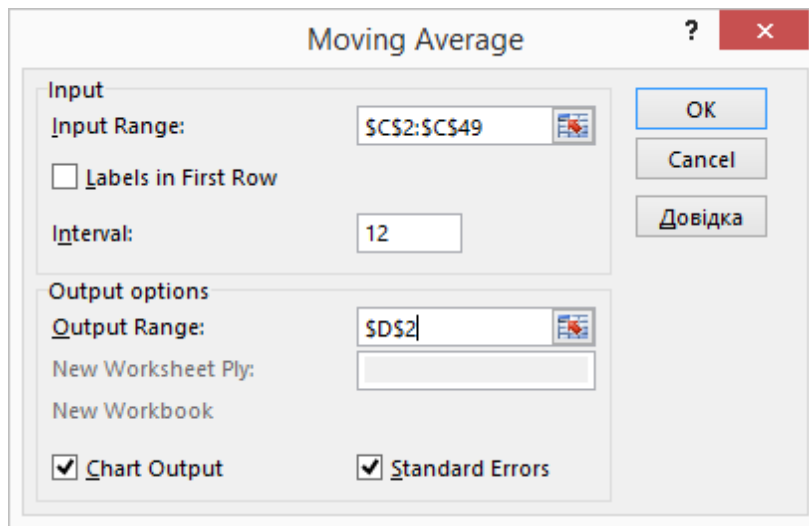 Moving Average ?
Input
Input Range: $C$2:$C$49
OK
Labels in First Row
Cancel
Interval: 12
Довідка
Output options
Output Range: $D$2
New Worksheet Ply:
New Workbook
Chart Output Standard Errors